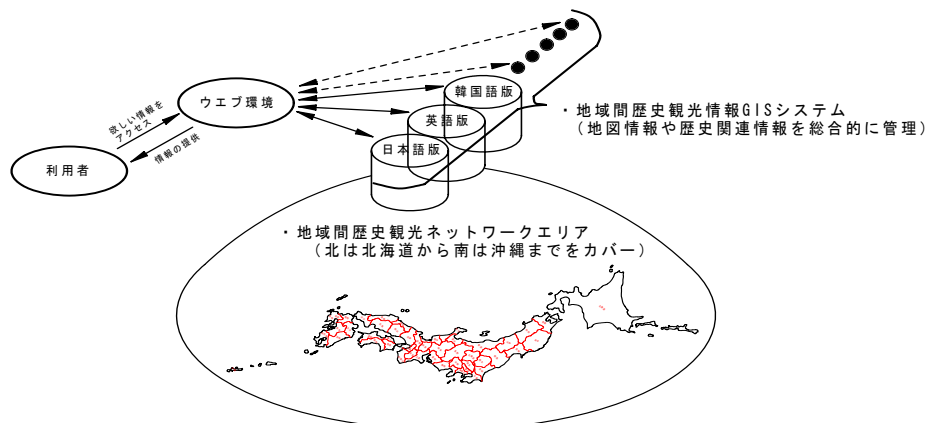 韓国語版
ウエブ環境
英語版
・地域間歴史観光情報GISシステム
(地図情報や歴史関連情報を総合的に管理)
欲しい情報を
アクセス
日本語版
情報の提供
利用者
・地域間歴史観光ネットワークエリア
(北は北海道から南は沖縄までをカバー)